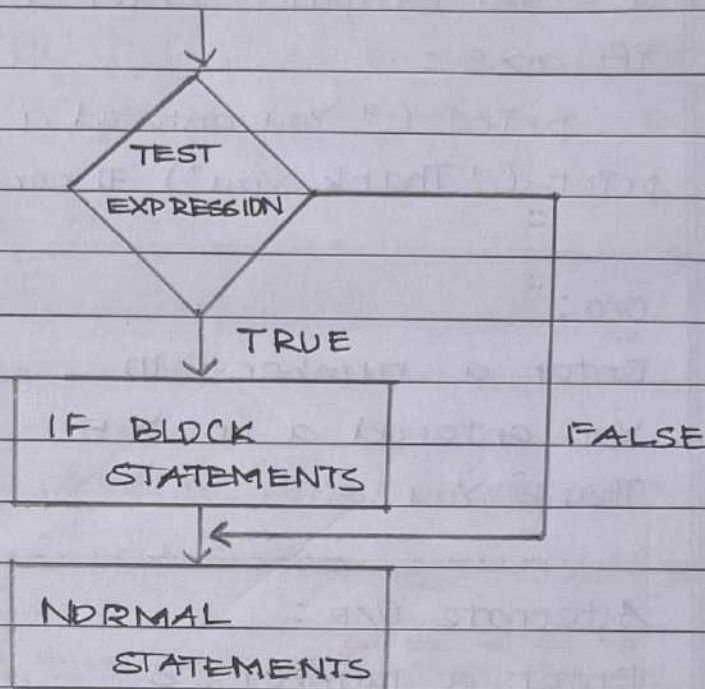 TEST
EXPRESSION
TRUE
IF BLOCK
STATEMENTS
FALSE
NORMAL
STATEMENTS